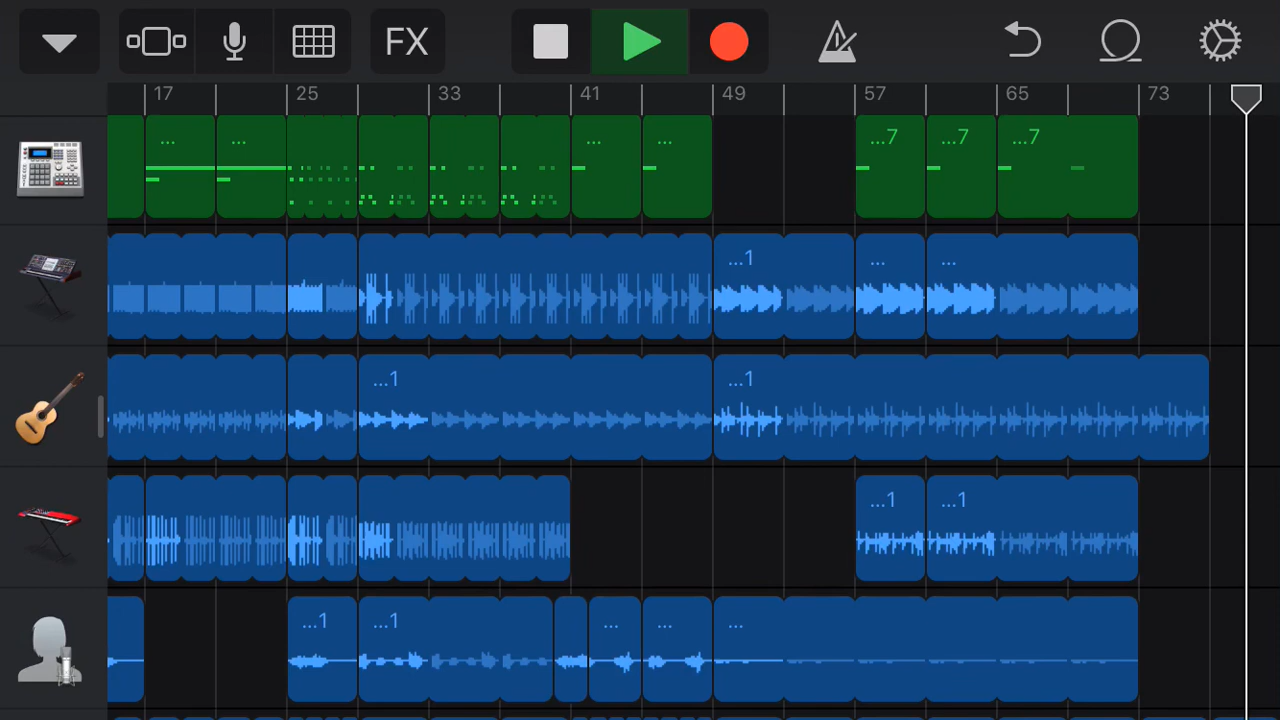 FX
17 25 33 41 49 57 65 73
... ... ... ... ...7 ...7 ...7
...1 ... ...
...1 ...1
...1 ...1
...1 ...1 ... ... ...